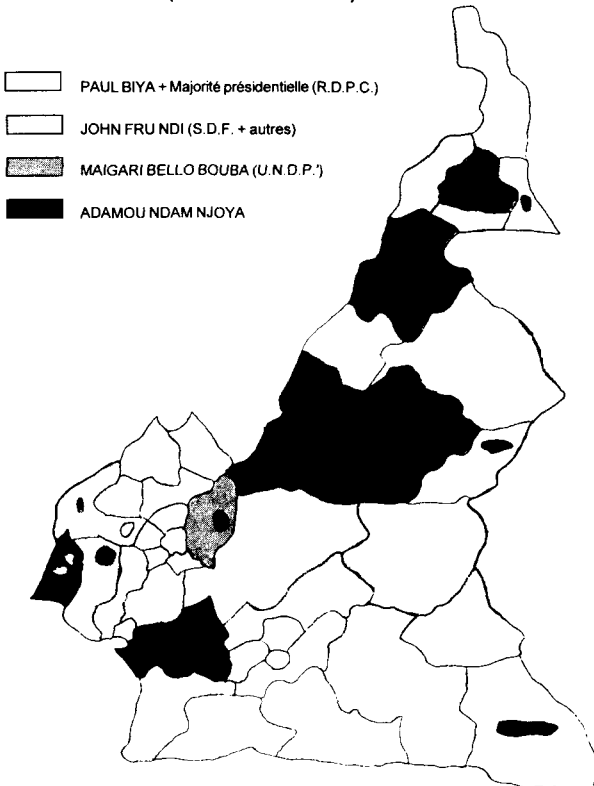 PAUL BIYA + Majorité présidentielle (R.D.P.C.)
JOHN FRU NDI (S.D.F. + autres)
MAIGARI BELLO BOUBA (U.N.D.P.')
ADAMOU NDAM NJOYA